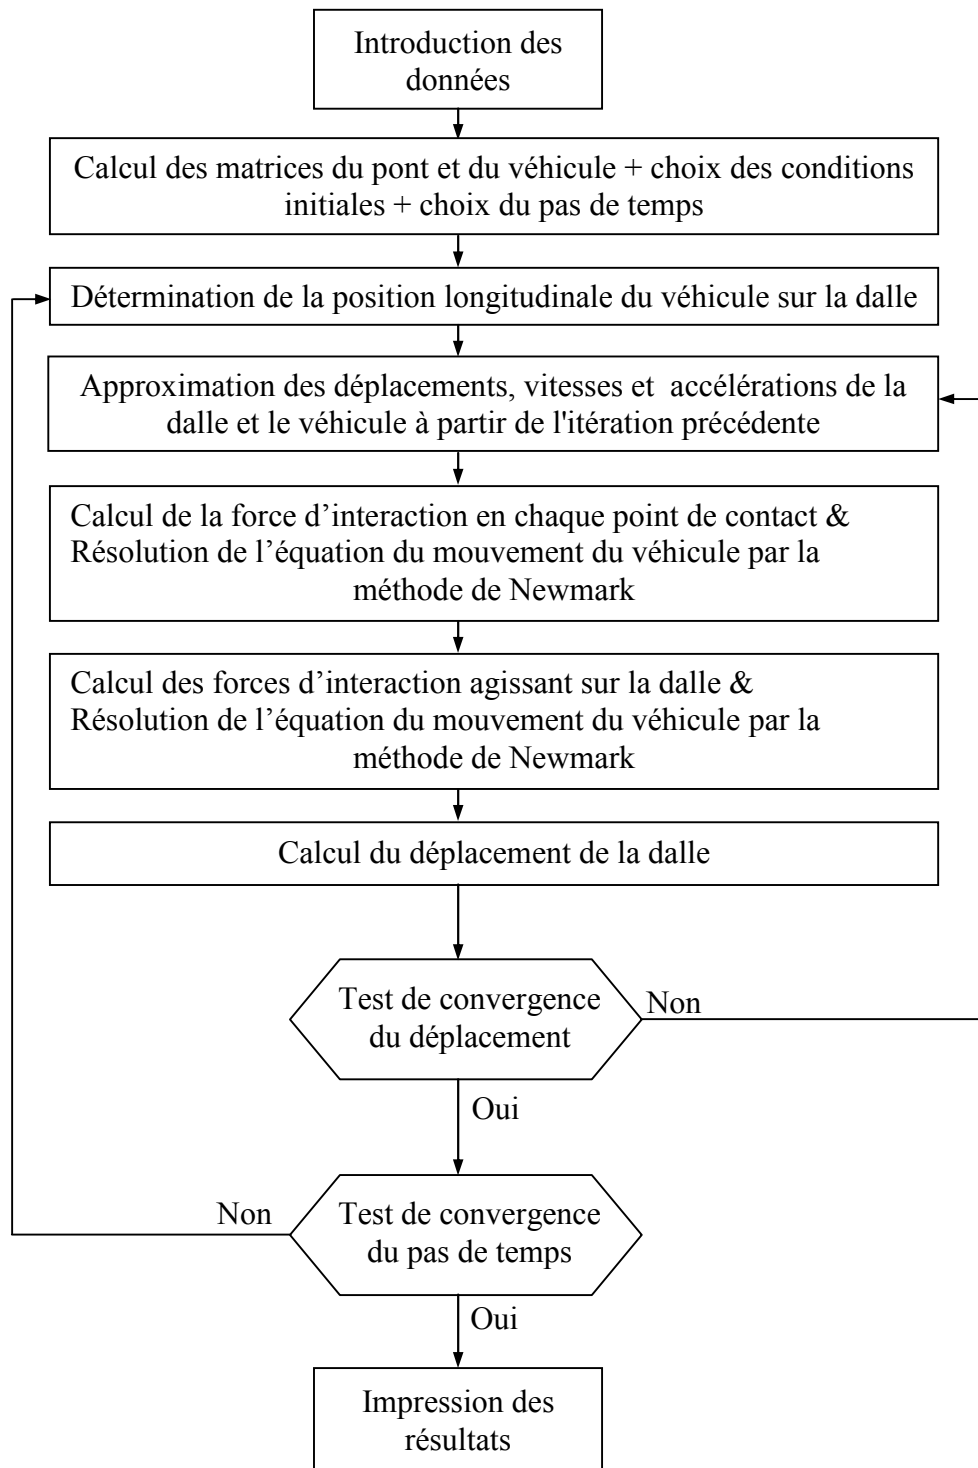 Introduction des
données
Calcul des matrices du pont et du véhicule + choix des conditions
initiales + choix du pas de temps
Détermination de la position longitudinale du véhicule sur la dalle
Approximation des déplacements, vitesses et accélérations de la
dalle et le véhicule à partir de l'itération précédente
Calcul de la force d’interaction en chaque point de contact &
Résolution de l’équation du mouvement du véhicule par la
méthode de Newmark
Calcul des forces d’interaction agissant sur la dalle &
Résolution de l’équation du mouvement du véhicule par la
méthode de Newmark
Calcul du déplacement de la dalle
Test de convergence
du déplacement
Non
Oui
Non
Test de convergence
du pas de temps
Oui
Impression des
résultats